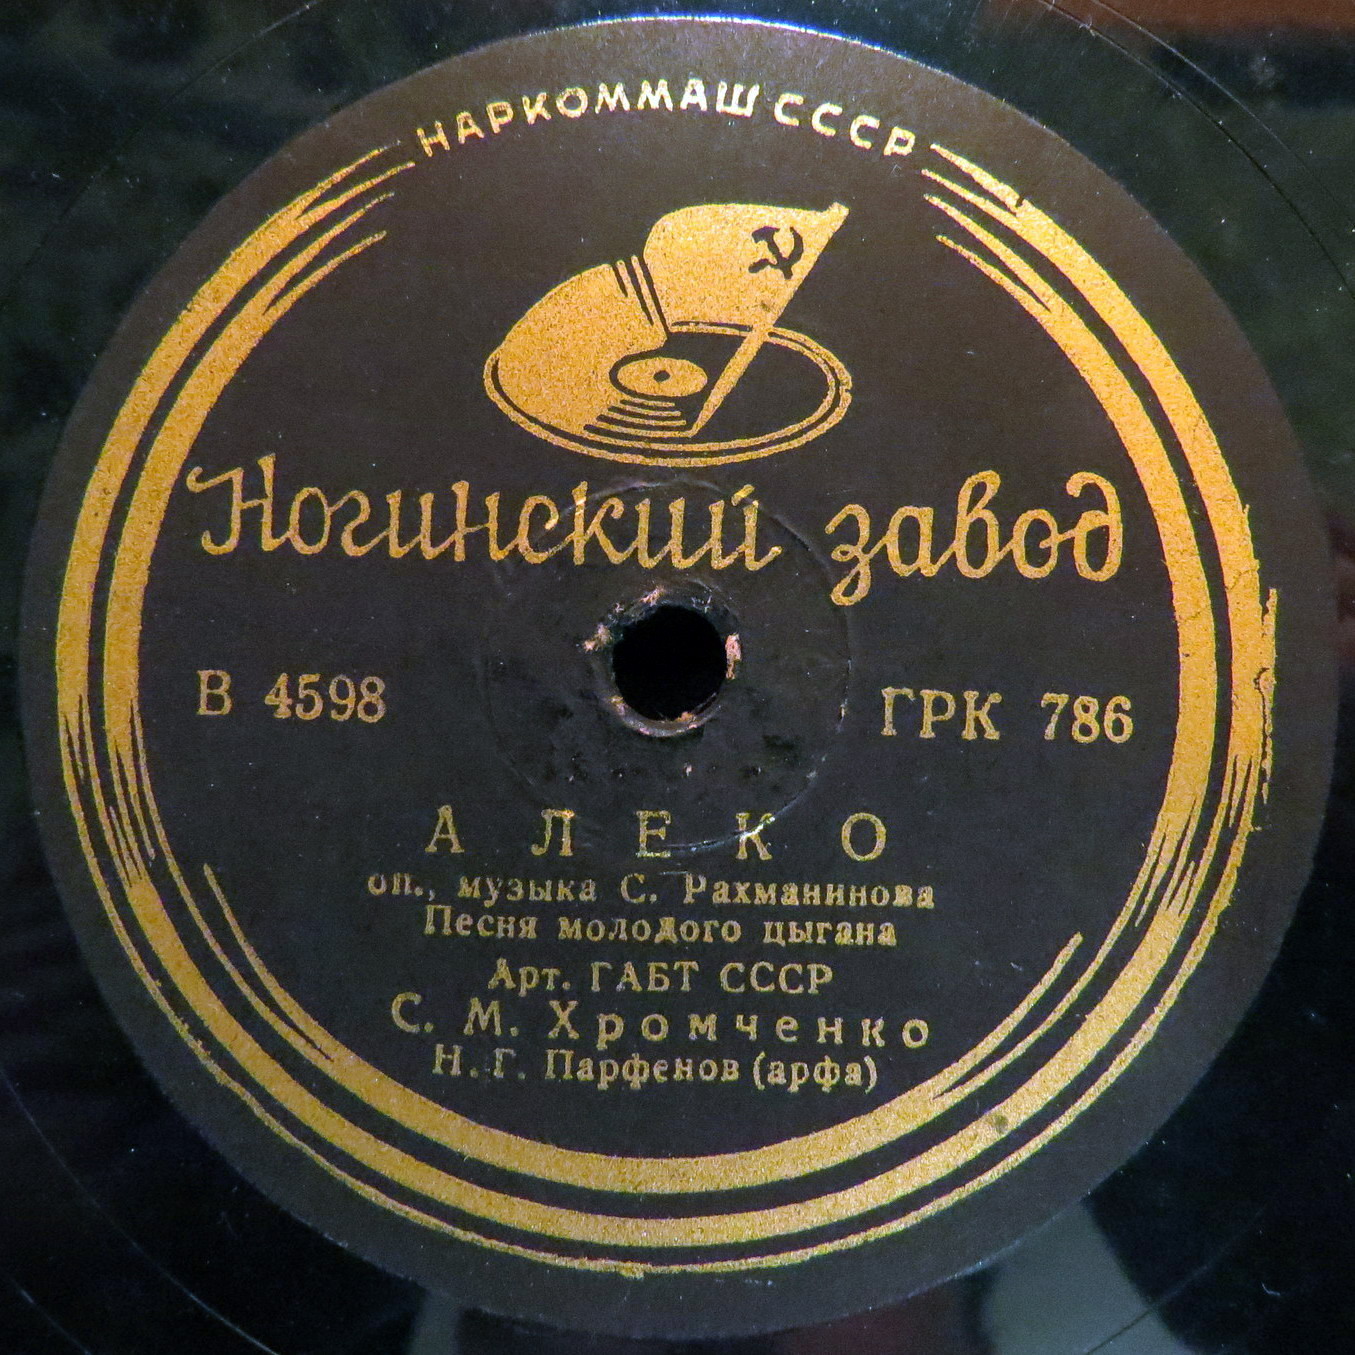 НАРКОММАШ СССР
Ногинский завод
В 4598
ГРК 786
АЛЕКО
оп., музыка С. Рахманинова
Песня молодого цыгана
Арт. ГАБТ СССР
С. М. Хромченко
Н. Г. Парфенов (арфа)